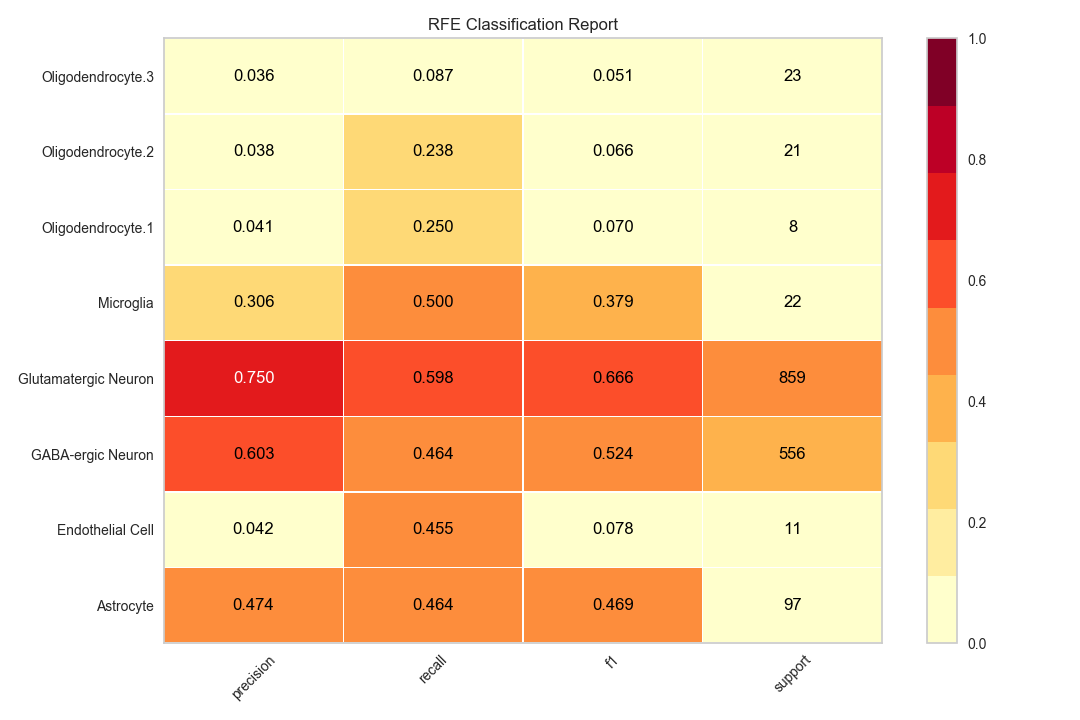 RFE Classification Report
Oligodendrocyte.3 0.036 0.087 0.051 23
Oligodendrocyte.2 0.038 0.238 0.066 21
Oligodendrocyte.1 0.041 0.250 0.070 8
Microglia 0.306 0.500 0.379 22
Glutamatergic Neuron 0.750 0.598 0.666 859
GABA-ergic Neuron 0.603 0.464 0.524 556
Endothelial Cell 0.042 0.455 0.078 11
Astrocyte 0.474 0.464 0.469 97
precision recall f1 support
1.0
0.8
0.6
0.4
0.2
0.0